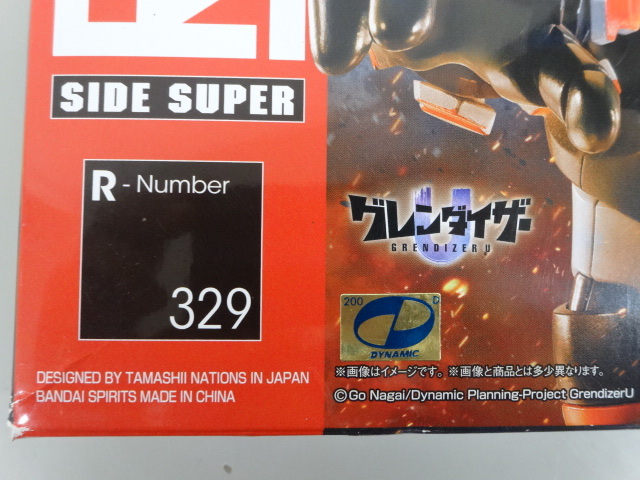 SIDE SUPER
R - Number
329
DESIGNED BY TAMASHII NATIONS IN JAPAN
BANDAI SPIRITS MADE IN CHINA
グレンダイザー
U
GRENDIZER U
200 D
DYNAMIC
※画像はイメージです。 ※画像と商品とは多少異なります。
©Go Nagai/Dynamic Planning-Project GrendizerU